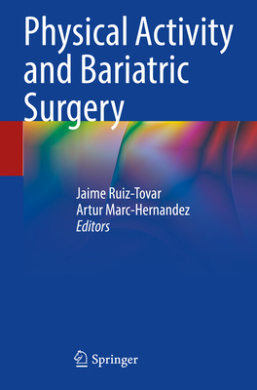 Physical Activity
and Bariatric
Surgery
Jaime Ruiz-Tovar
Artur Marc-Hernandez
Editors
Springer